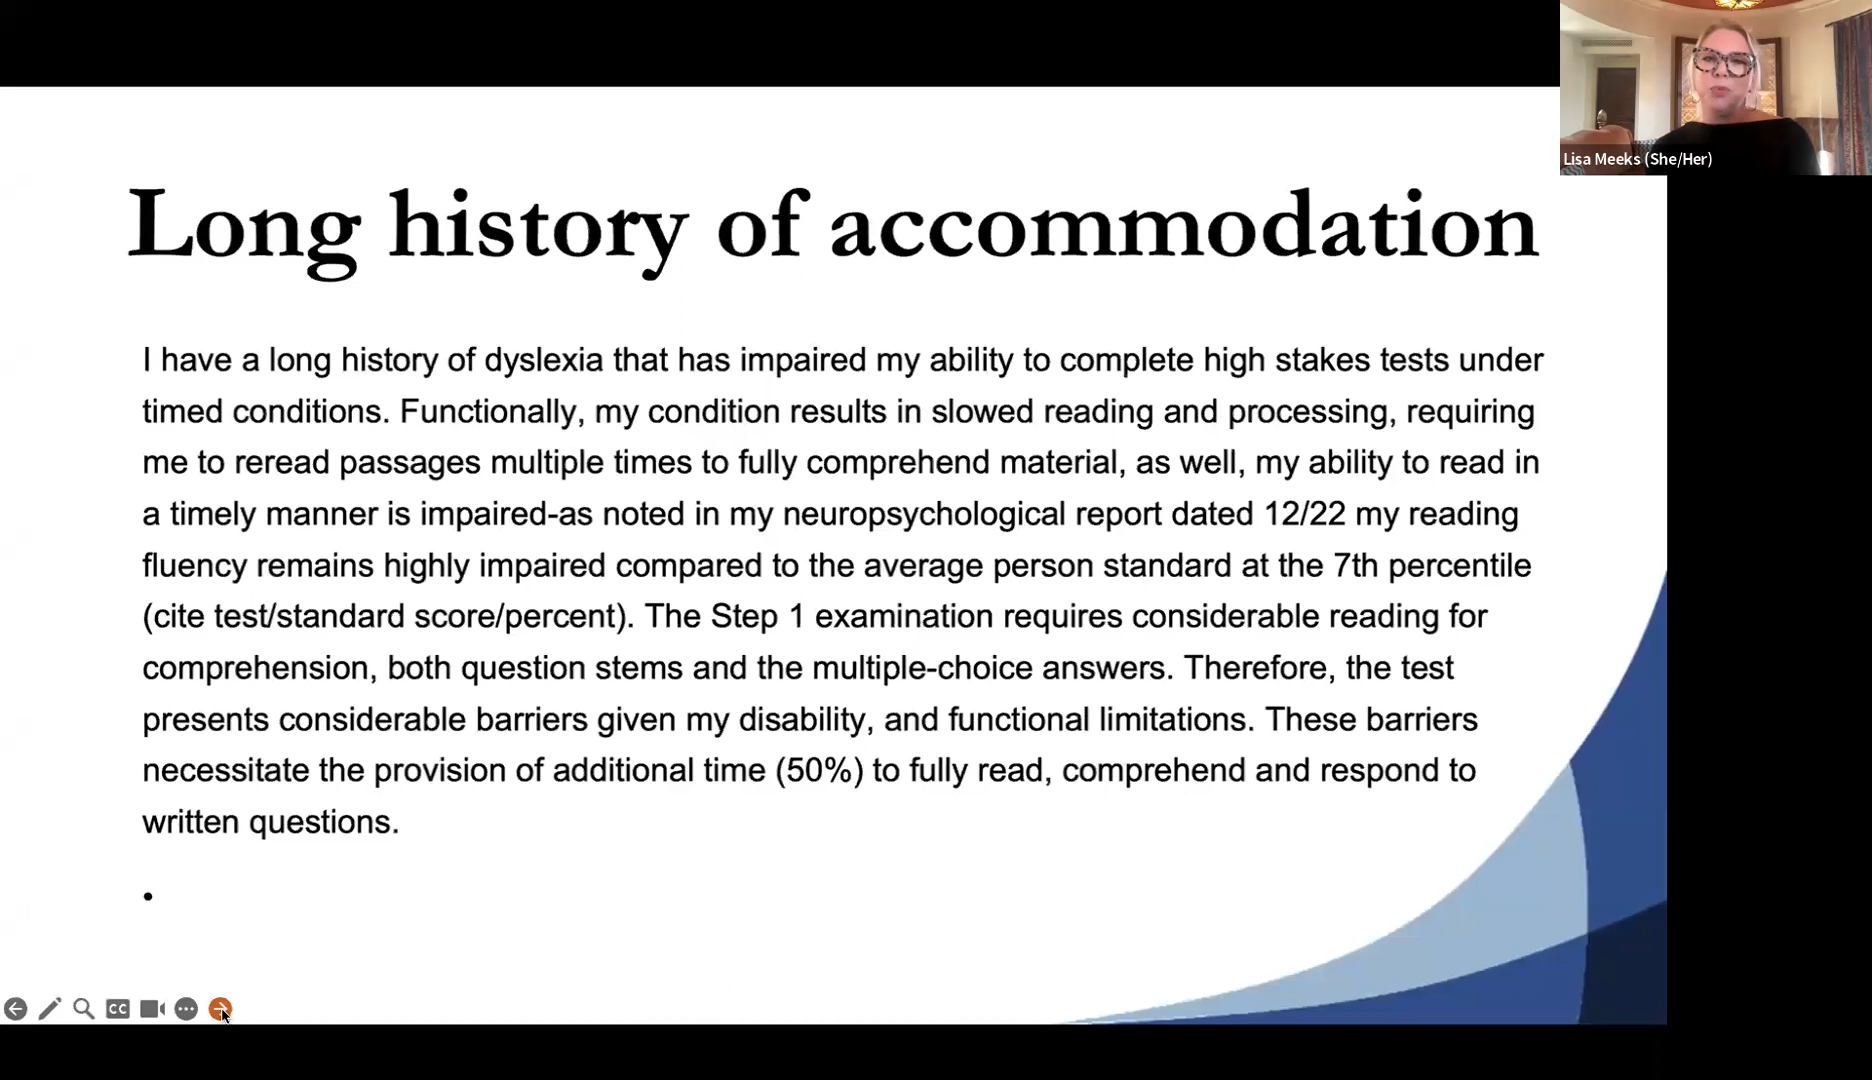 Lisa Meeks (She/Her)
Long history of accommodation
I have a long history of dyslexia that has impaired my ability to complete high stakes tests under
timed conditions. Functionally, my condition results in slowed reading and processing, requiring
me to reread passages multiple times to fully comprehend material, as well, my ability to read in
a timely manner is impaired-as noted in my neuropsychological report dated 12/22 my reading
fluency remains highly impaired compared to the average person standard at the 7th percentile
(cite test/standard score/percent). The Step 1 examination requires considerable reading for
comprehension, both question stems and the multiple-choice answers. Therefore, the test
presents considerable barriers given my disability, and functional limitations. These barriers
necessitate the provision of additional time (50%) to fully read, comprehend and respond to
written questions.
•
CC